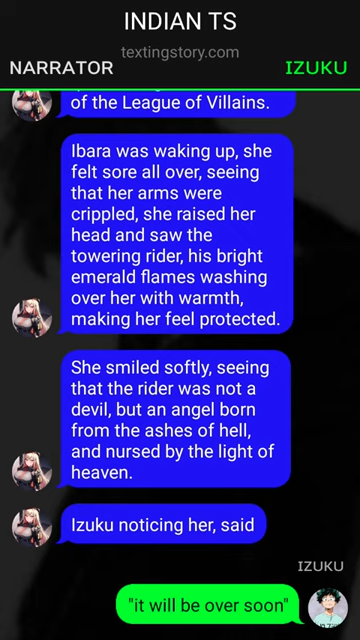 INDIAN TS
textingstory.com
NARRATOR IZUKU
of the League of Villains.
Ibara was waking up, she
felt sore all over, seeing
that her arms were
crippled, she raised her
head and saw the
towering rider, his bright
emerald flames washing
over her with warmth,
making her feel protected.
She smiled softly, seeing
that the rider was not a
devil, but an angel born
from the ashes of hell,
and nursed by the light of
heaven.
Izuku noticing her, said
IZUKU
"it will be over soon"